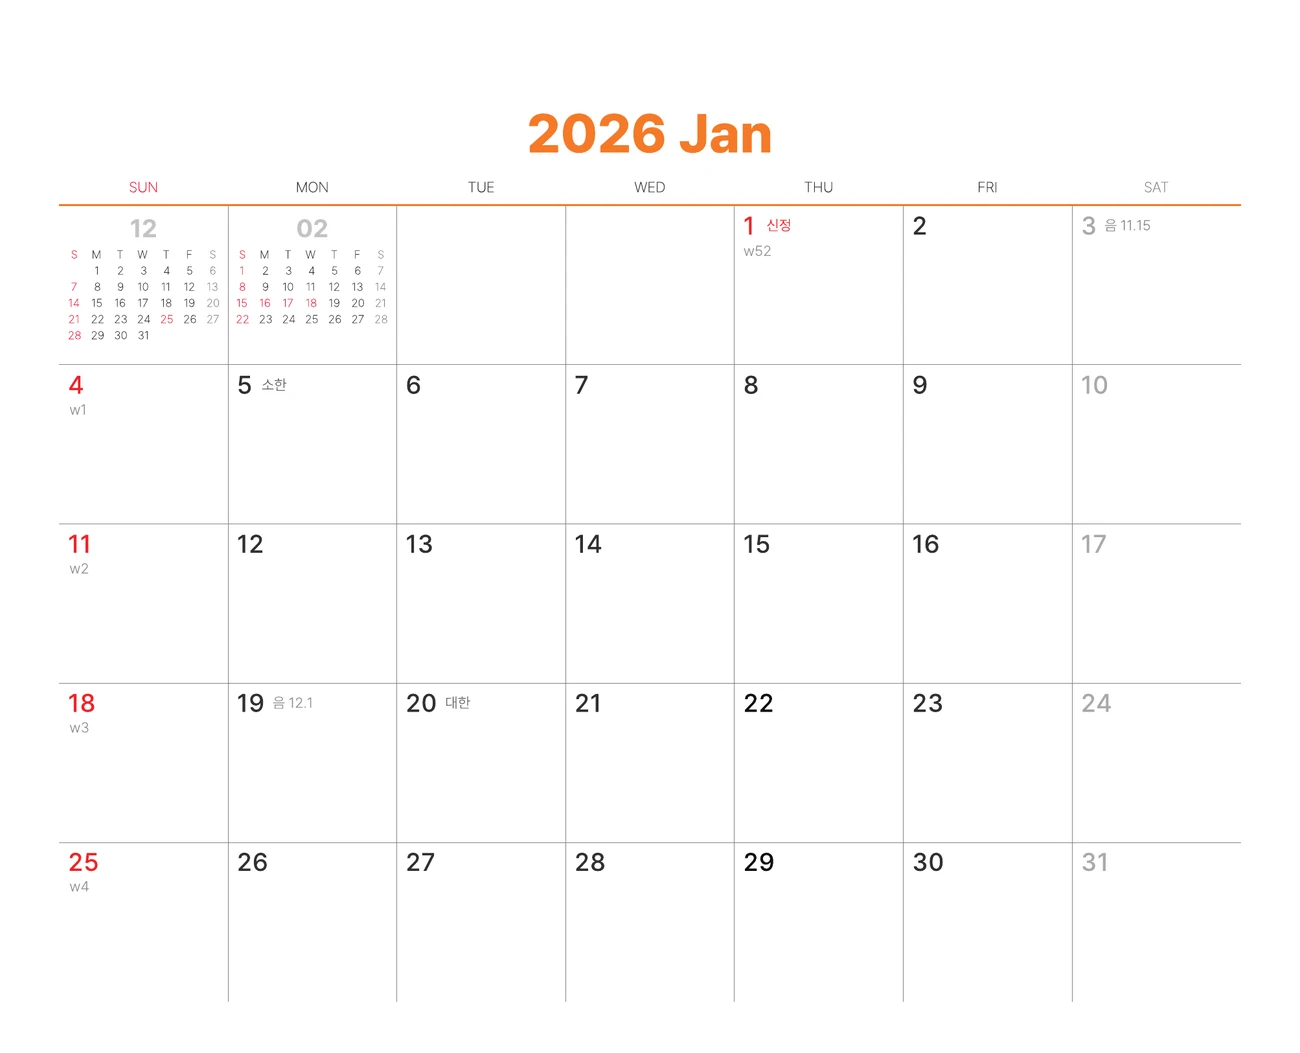 2026 Jan
SUN MON TUE WED THU FRI SAT
12
S M T W T F S
1 2 3 4 5 6
7 8 9 10 11 12 13
14 15 16 17 18 19 20
21 22 23 24 25 26 27
28 29 30 31
02
S M T W T F S
1 2 3 4 5 6 7
8 9 10 11 12 13 14
15 16 17 18 19 20 21
22 23 24 25 26 27 28
1 신정 2 3 음 11.15
w52
4 5 소한 6 7 8 9 10
w1
11 12 13 14 15 16 17
w2
18 19 음 12.1 20 대한 21 22 23 24
w3
25 26 27 28 29 30 31
w4